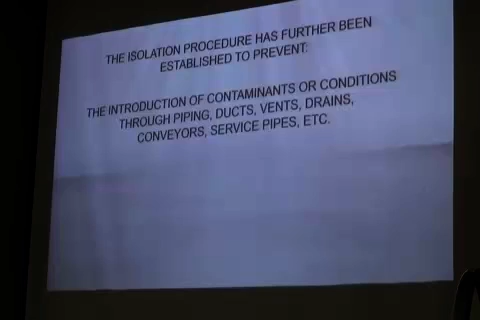 THE ISOLATION PROCEDURE HAS FURTHER BEEN
ESTABLISHED TO PREVENT:
THE INTRODUCTION OF CONTAMINANTS OR CONDITIONS
THROUGH PIPING, DUCTS, VENTS, DRAINS,
CONVEYORS, SERVICE PIPES, ETC.